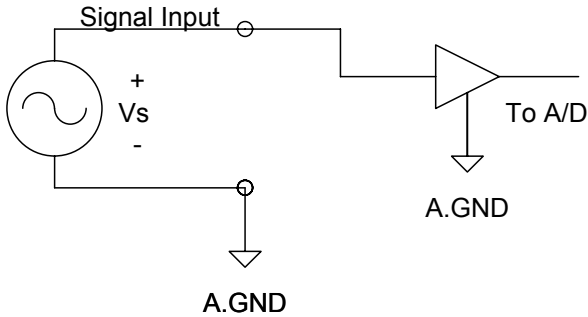 Signal Input
+
Vs
-
To A/D
A.GND
A.GND